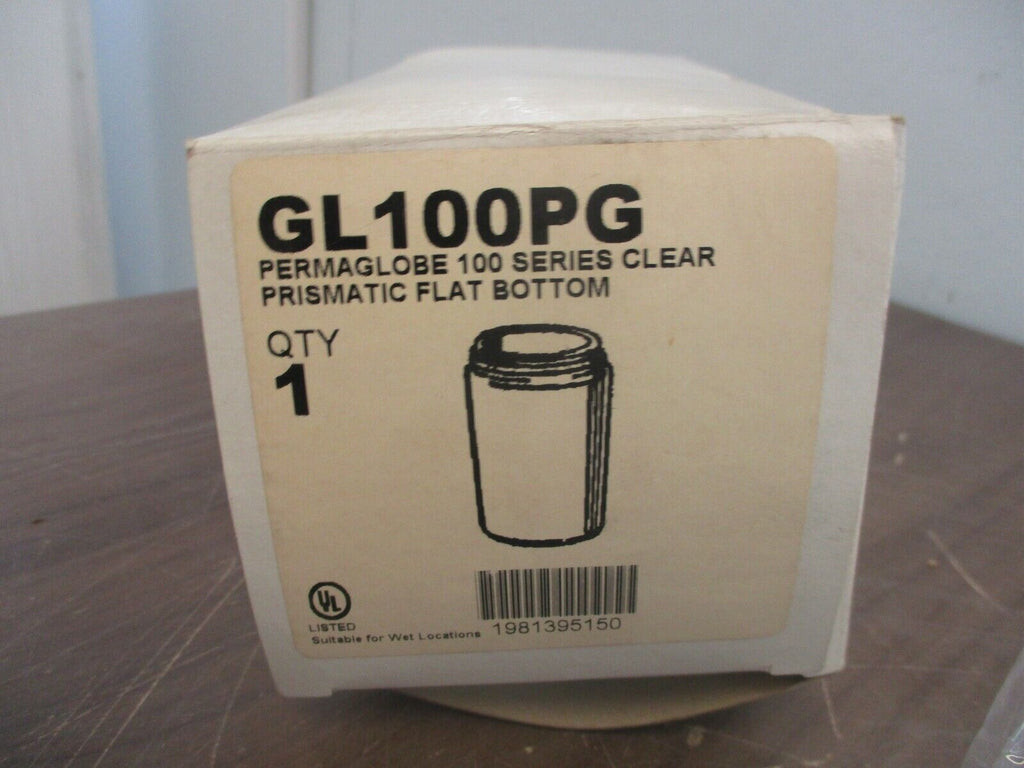 GL100PG
PERMAGLOBE 100 SERIES CLEAR
PRISMATIC FLAT BOTTOM
QTY
1
UL
LISTED
Suitable for Wet Locations
1981395150